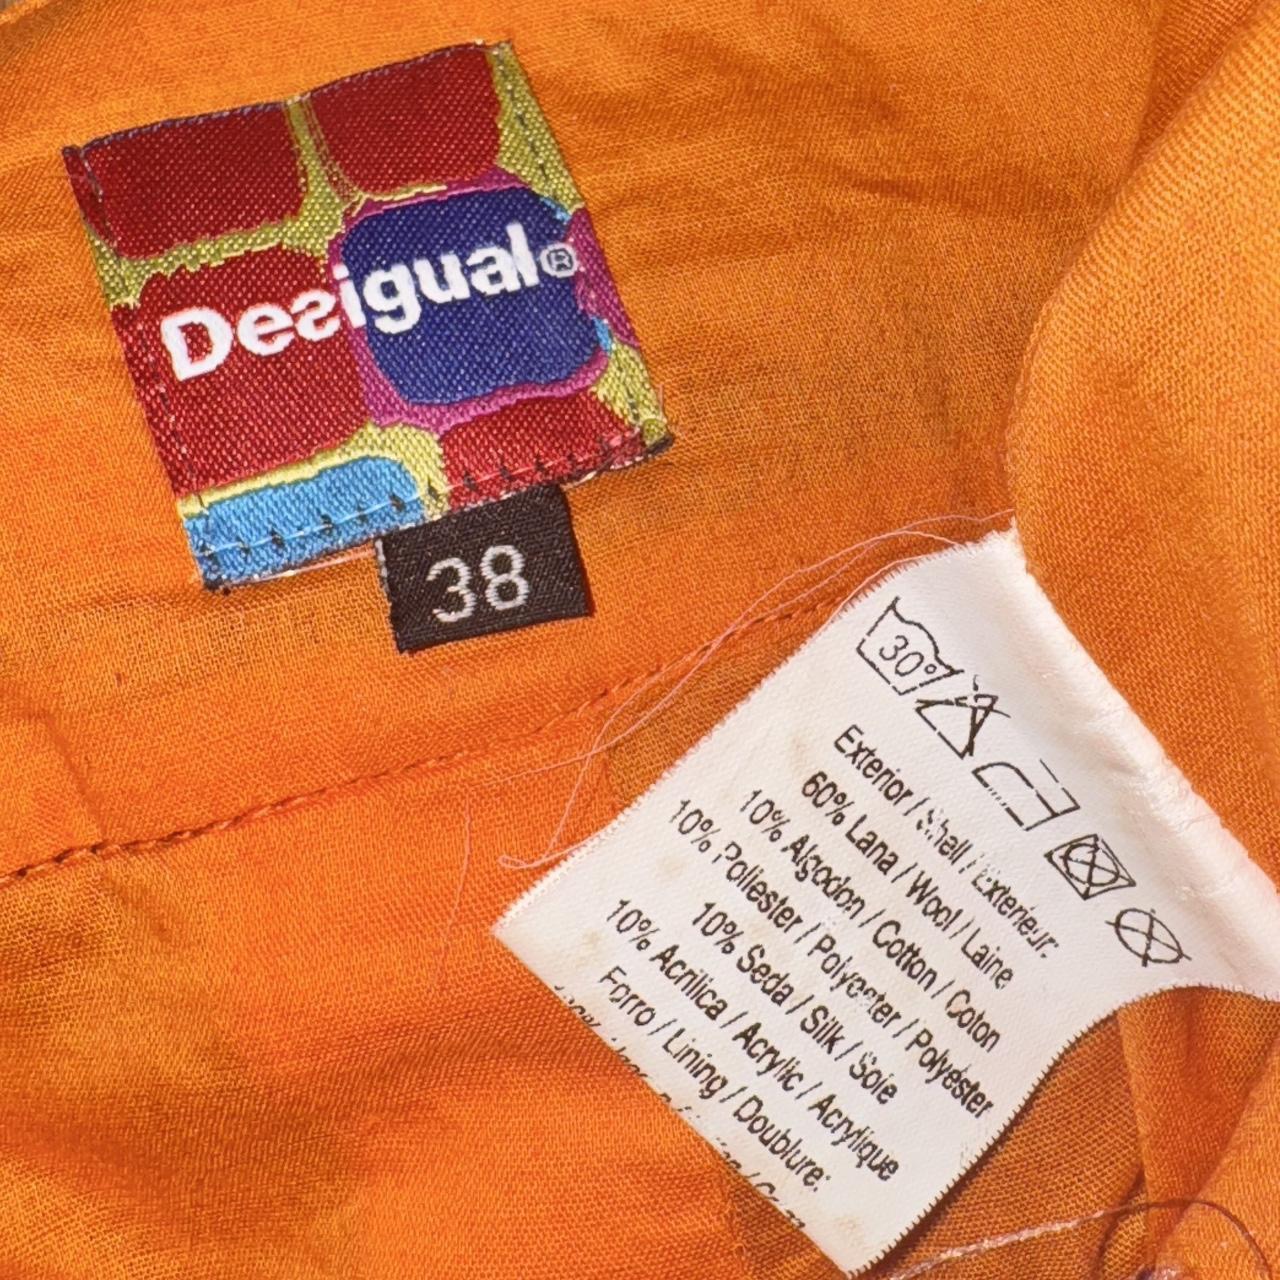 Desigual®
38
30°
Exterior / Shell / Exterieur:
60% Lana / Wool / Laine
10% Algodon / Cotton / Coton
10% Poliester / Polyester / Polyester
10% Seda / Silk / Soie
10% Acrilica / Acrylic / Acrylique
Forro / Lining / Doublure: